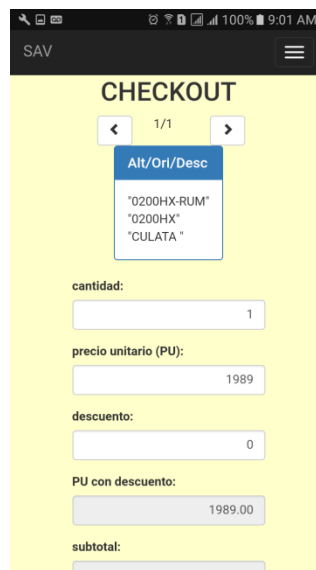 100% 9:01 AM
SAV
CHECKOUT
1/1
Alt/Ori/Desc
"0200HX-RUM"
"0200HX"
"CULATA "
cantidad:
1
precio unitario (PU):
1989
descuento:
0
PU con descuento:
1989.00
subtotal: